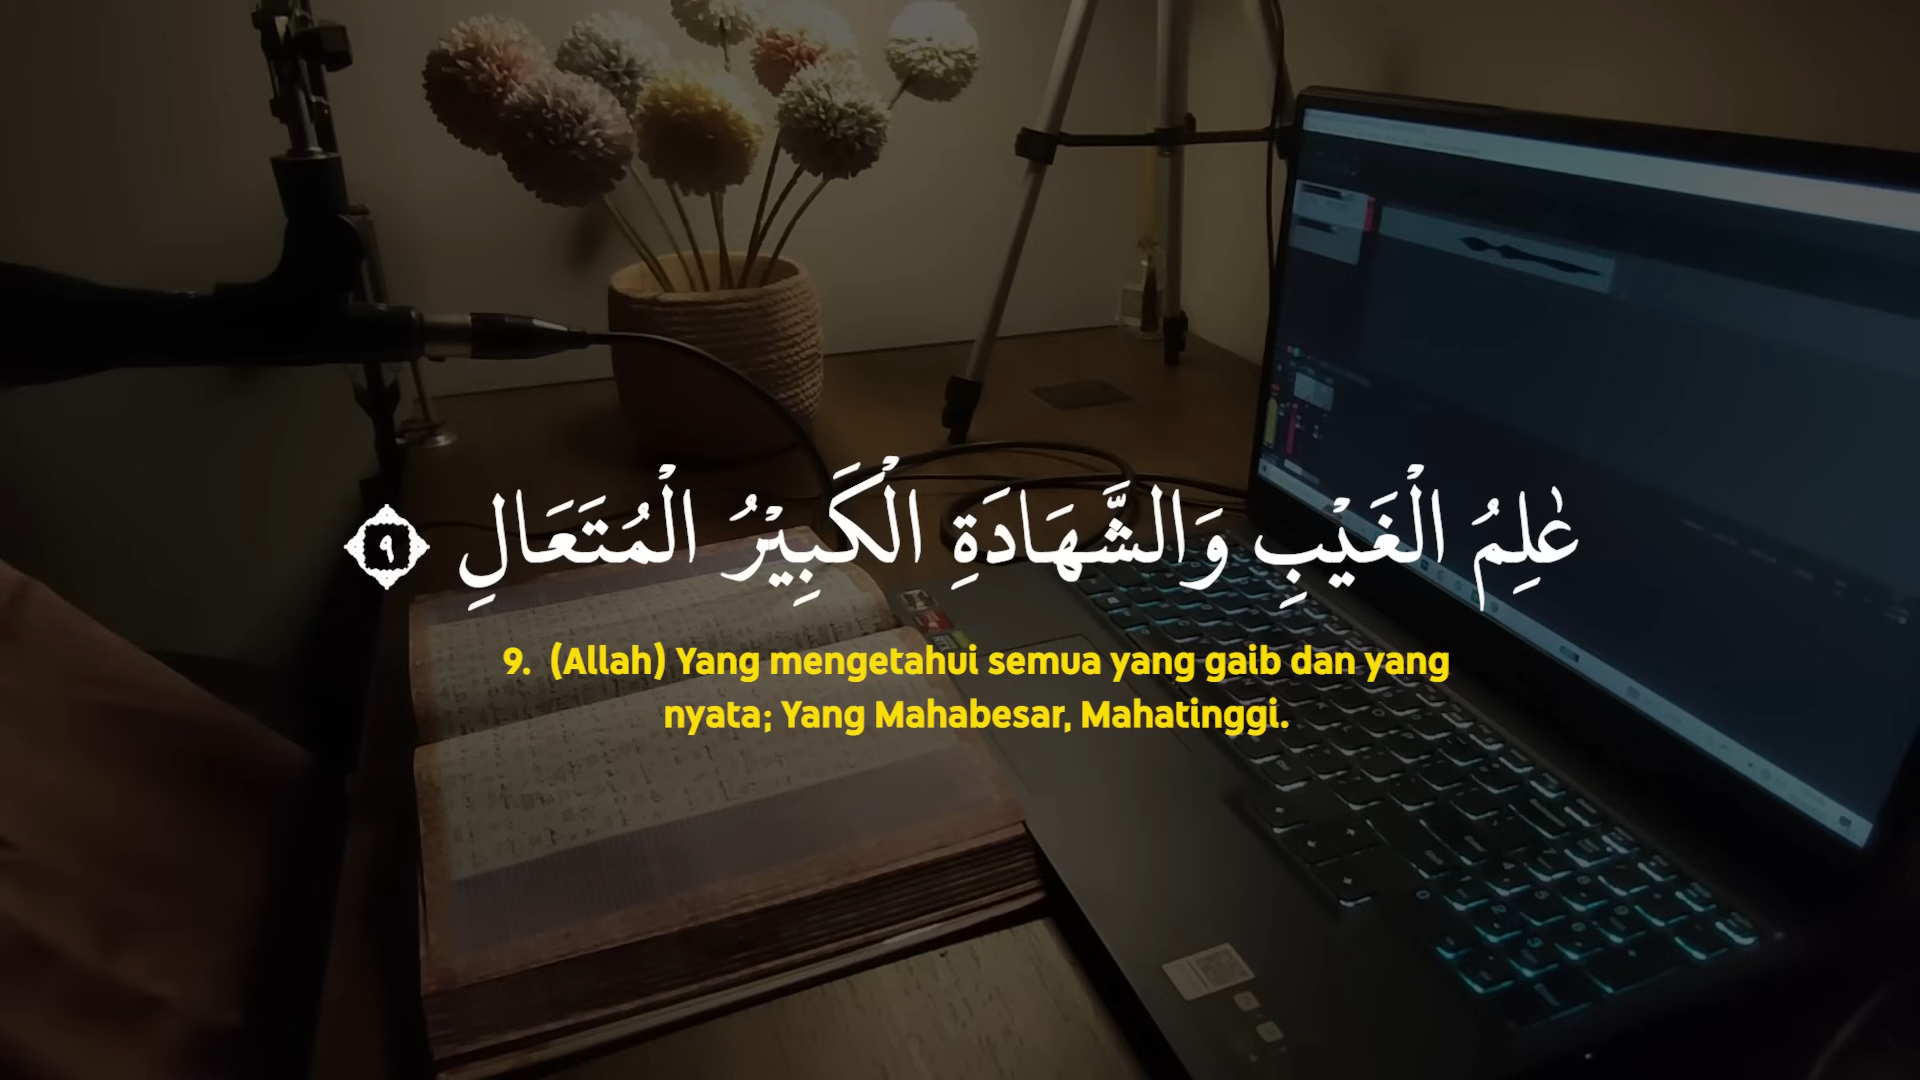 عٰلِمُ الْغَيْبِ وَالشَّهَادَةِ الْكَبِيْرُ الْمُتَعَالِ ٩
9. (Allah) Yang mengetahui semua yang gaib dan yang
nyata; Yang Mahabesar, Mahatinggi.